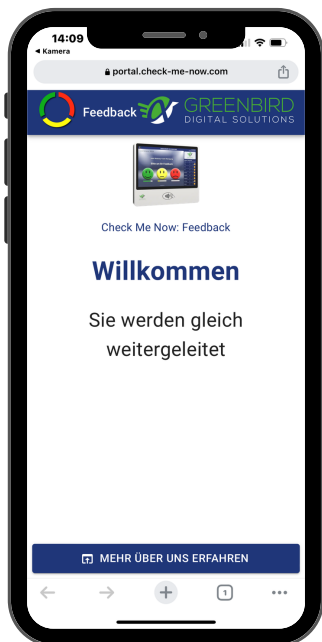 14:09
◀ Kamera
portal.check-me-now.com
Feedback
GREENBIRD
DIGITAL SOLUTIONS
Check Me Now: Feedback
Willkommen
Sie werden gleich
weitergeleitet
MEHR ÜBER UNS ERFAHREN
1